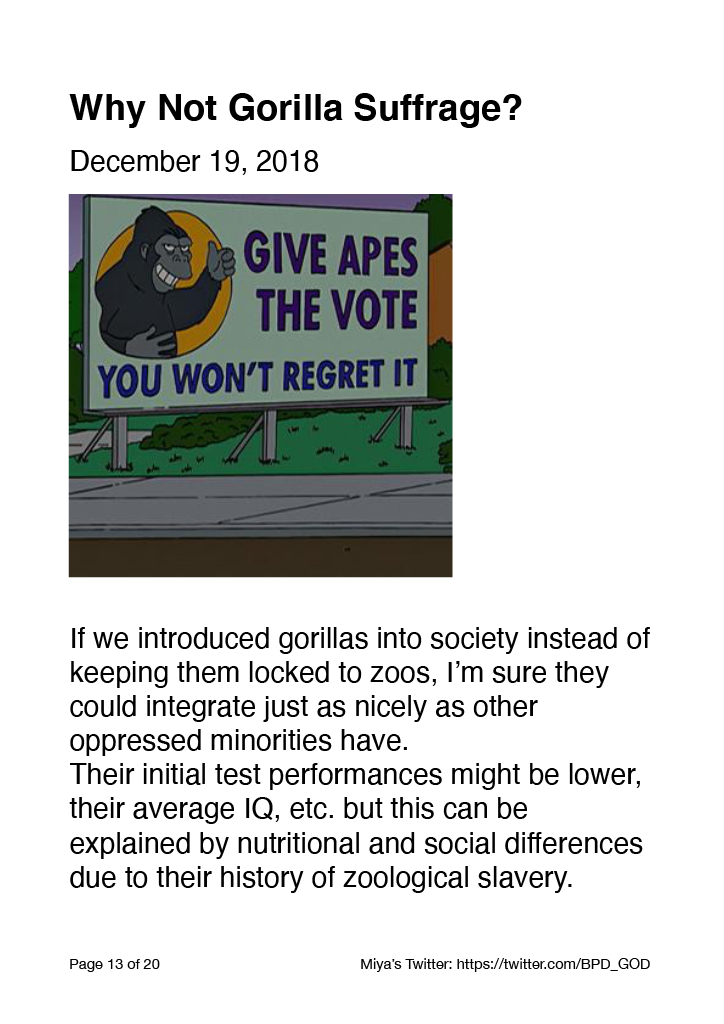 Why Not Gorilla Suffrage?
December 19, 2018
GIVE APES
THE VOTE
YOU WON'T REGRET IT
If we introduced gorillas into society instead of
keeping them locked to zoos, I’m sure they
could integrate just as nicely as other
oppressed minorities have.
Their initial test performances might be lower,
their average IQ, etc. but this can be
explained by nutritional and social differences
due to their history of zoological slavery.
Page 13 of 20
Miya’s Twitter: https://twitter.com/BPD_GOD